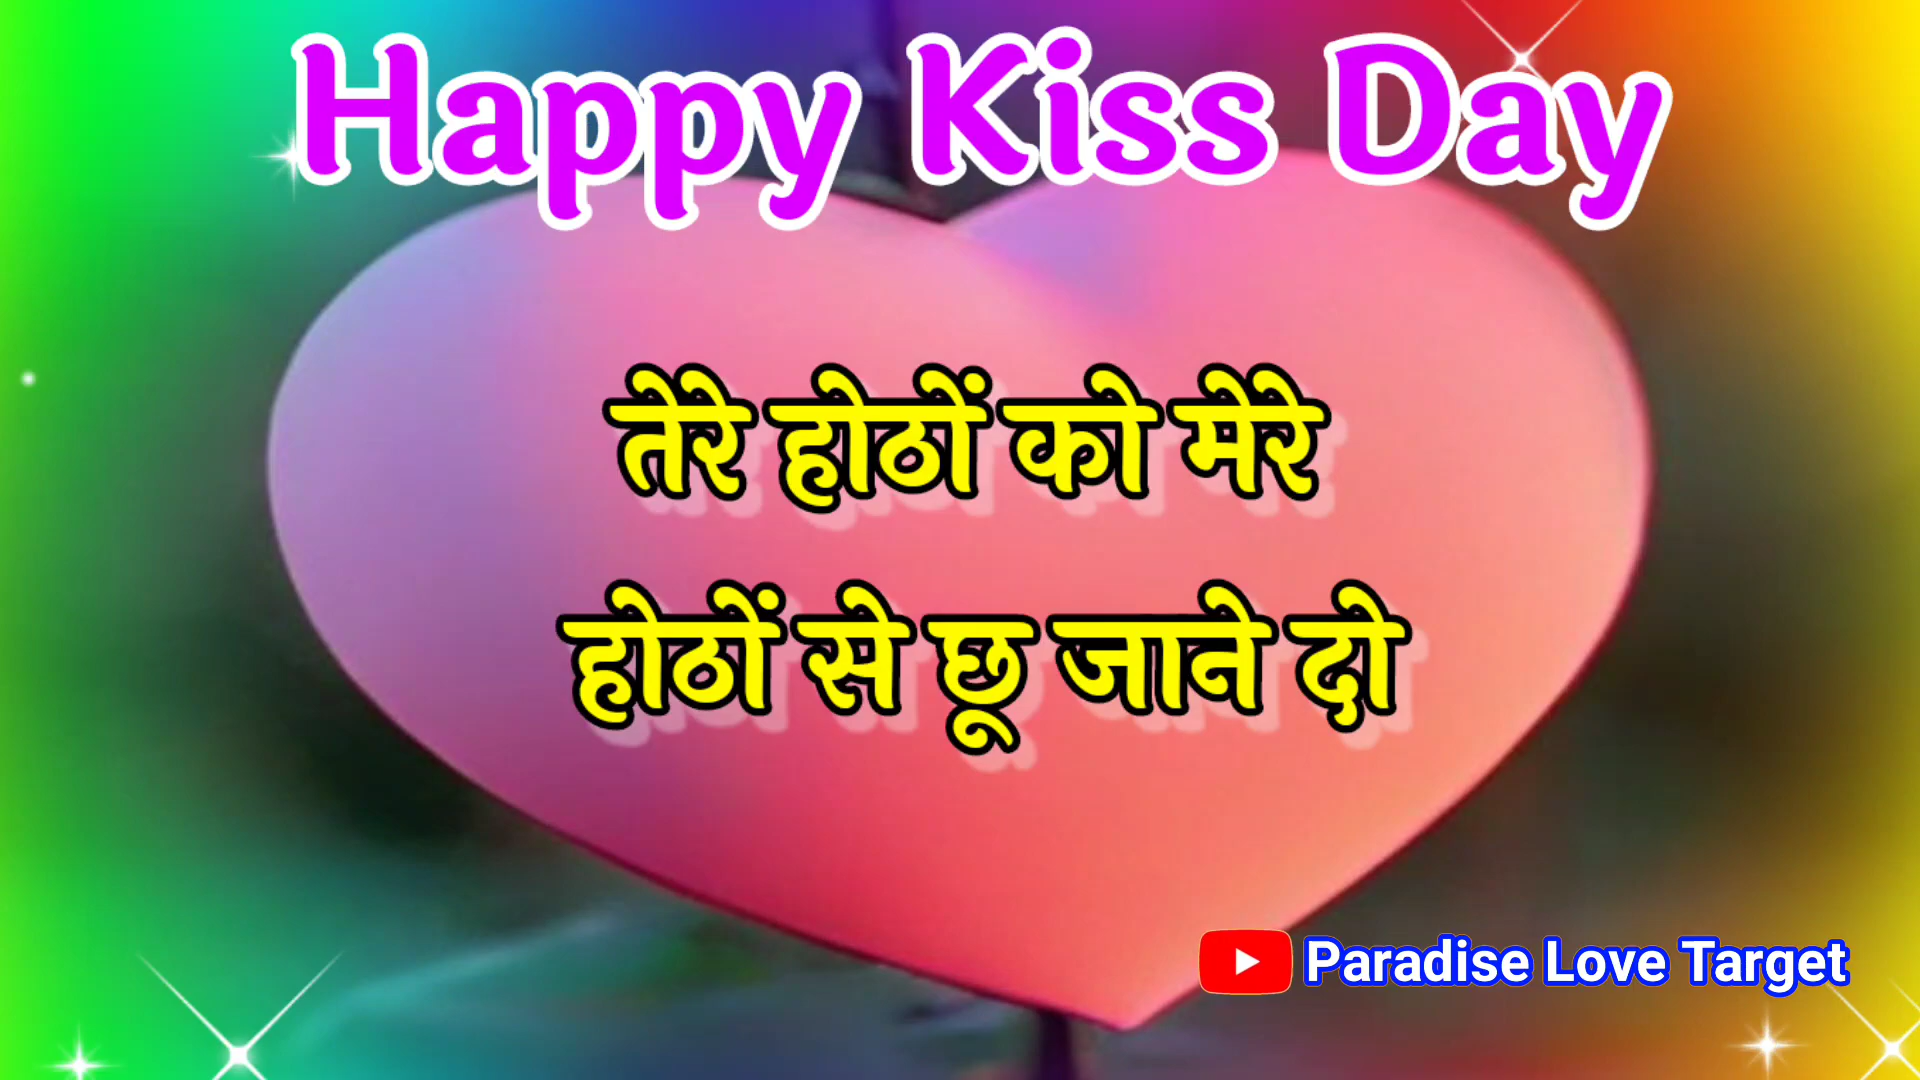 Happy Kiss Day
तेरे होठों को मेरे
होठों से छू जाने दो
Paradise Love Target